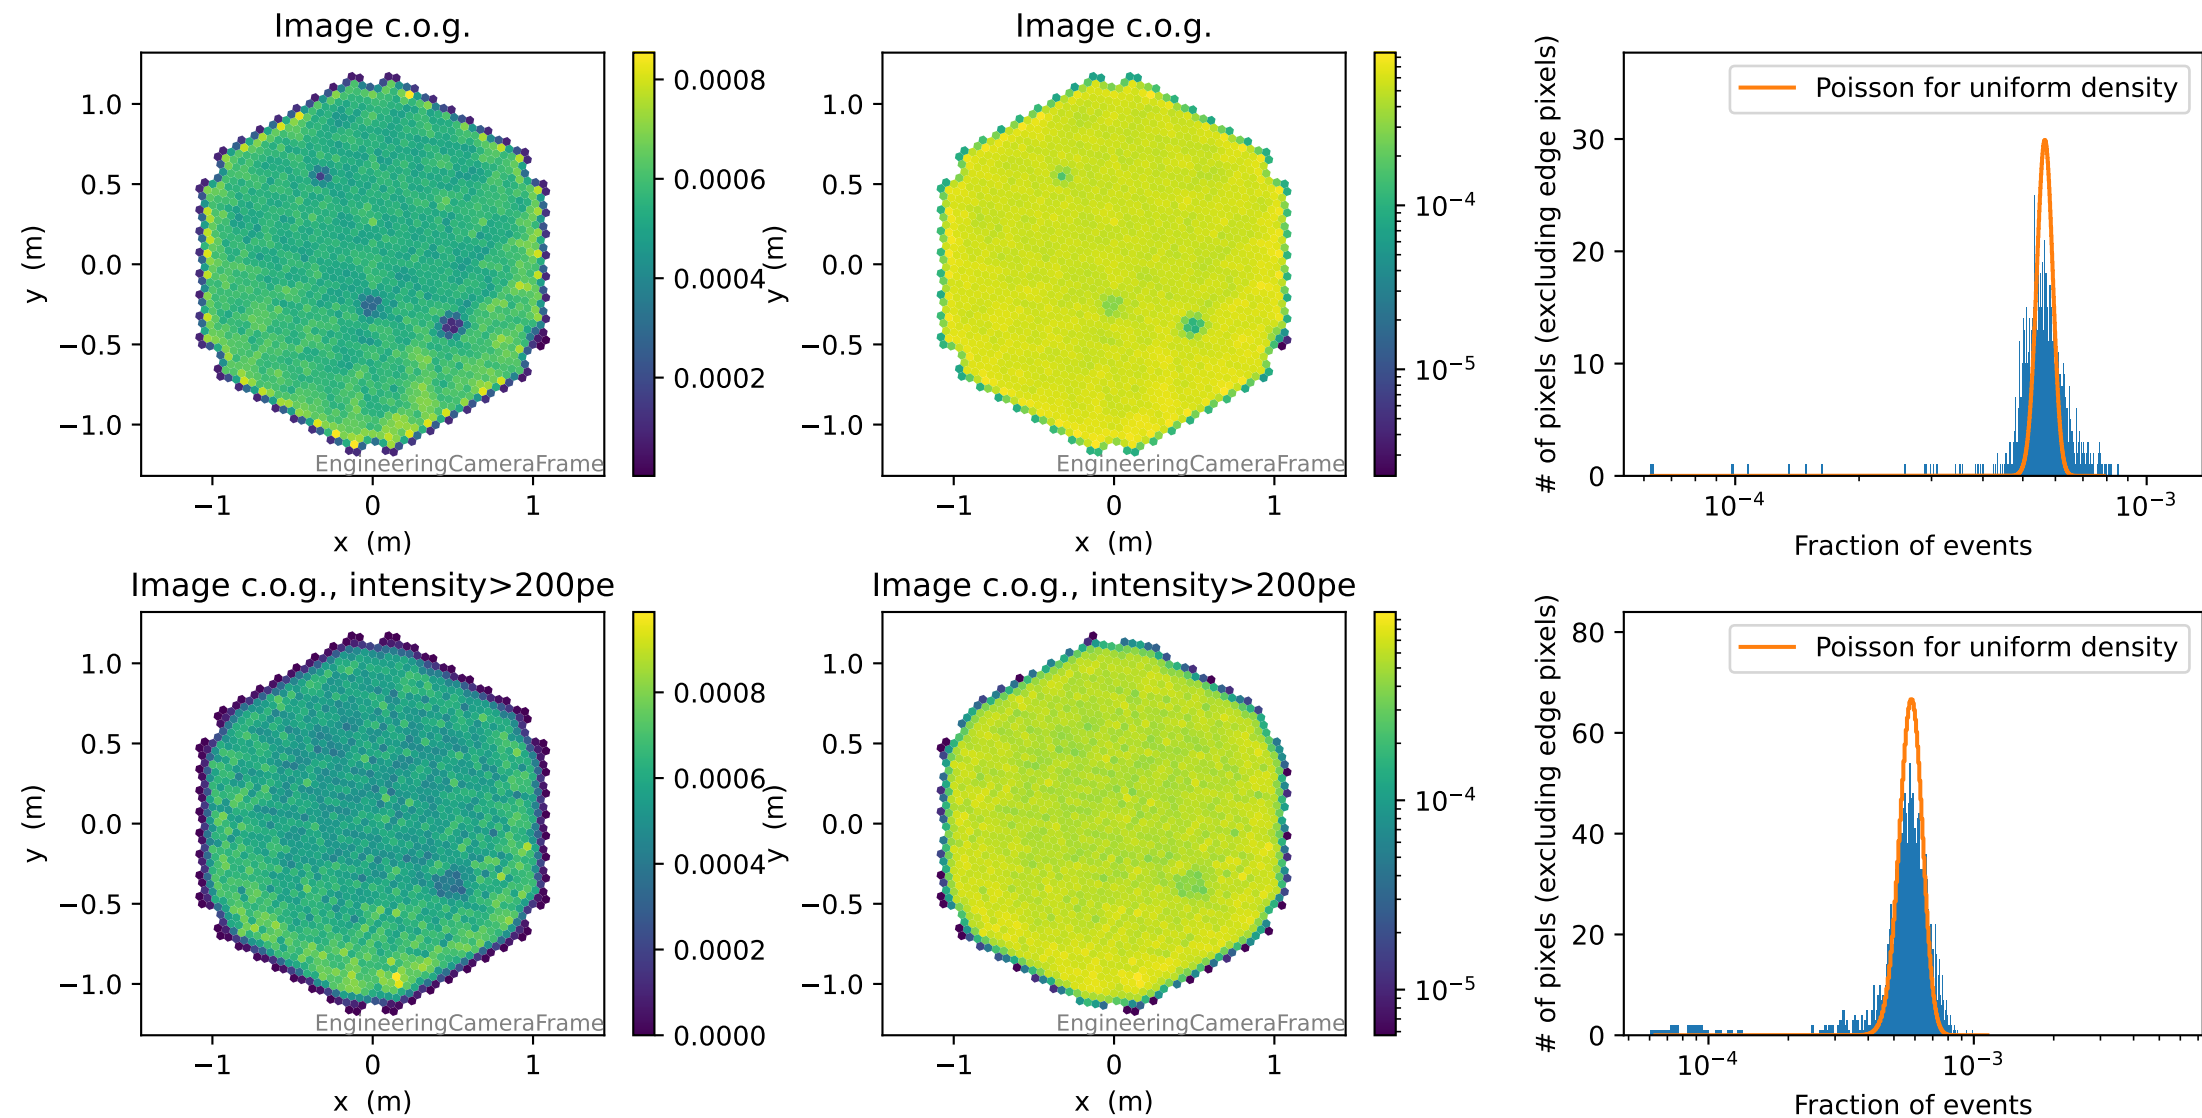 Image c.o.g.
1.0
0.5
0.0
−0.5
−1.0
y (m)
−1
0
1
x (m)
EngineeringCameraFrame
0.0008
0.0006
0.0004
0.0002
Image c.o.g.
1.0
0.5
0.0
−0.5
−1.0
y (m)
−1
0
1
x (m)
EngineeringCameraFrame
10⁻⁴
10⁻⁵
# of pixels (excluding edge pixels)
30
20
10
0
Poisson for uniform density
10⁻⁴
10⁻³
Fraction of events
Image c.o.g., intensity>200pe
1.0
0.5
0.0
−0.5
−1.0
y (m)
−1
0
1
x (m)
EngineeringCameraFrame
0.0008
0.0006
0.0004
0.0002
0.0000
Image c.o.g., intensity>200pe
1.0
0.5
0.0
−0.5
−1.0
y (m)
−1
0
1
x (m)
EngineeringCameraFrame
10⁻⁴
10⁻⁵
# of pixels (excluding edge pixels)
80
60
40
20
0
Poisson for uniform density
10⁻⁴
10⁻³
Fraction of events